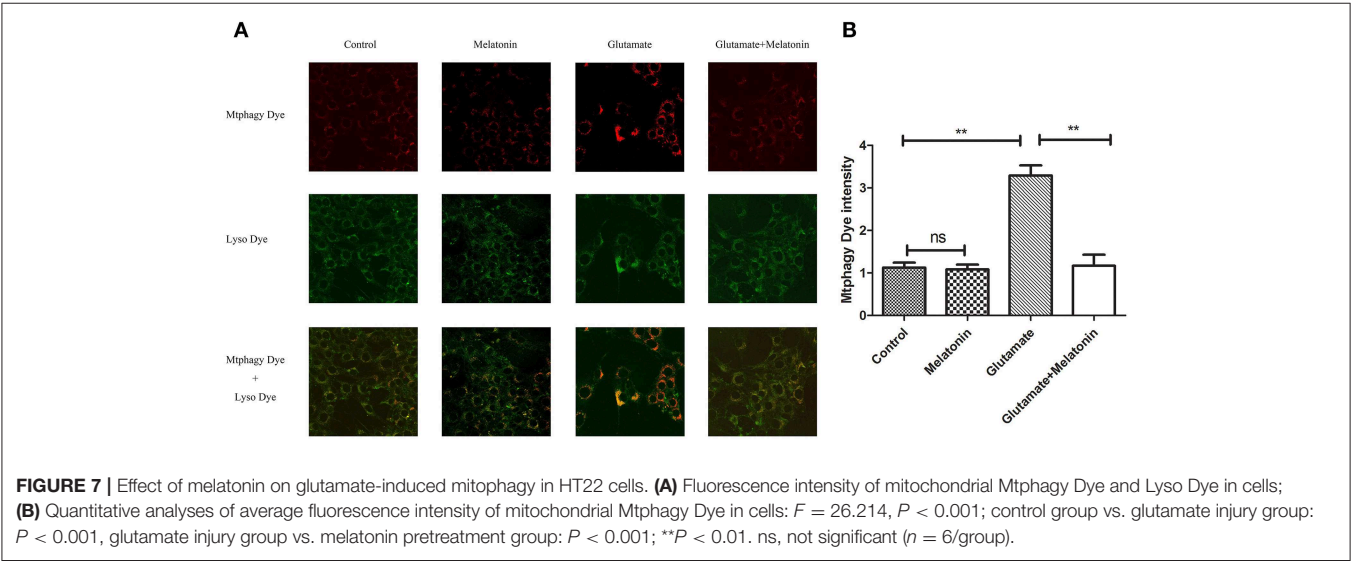 A
Control Melatonin Glutamate Glutamate+Melatonin
Mtphagy Dye
Lyso Dye
Mtphagy Dye
+
Lyso Dye
B
** **
ns
Mtphagy Dye intensity
4
3
2
1
0
Control Melatonin Glutamate Glutamate+Melatonin
FIGURE 7 | Effect of melatonin on glutamate-induced mitophagy in HT22 cells. (A) Fluorescence intensity of mitochondrial Mtphagy Dye and Lyso Dye in cells;
(B) Quantitative analyses of average fluorescence intensity of mitochondrial Mtphagy Dye in cells: F = 26.214, P < 0.001; control group vs. glutamate injury group:
P < 0.001, glutamate injury group vs. melatonin pretreatment group: P < 0.001; **P < 0.01. ns, not significant (n = 6/group).